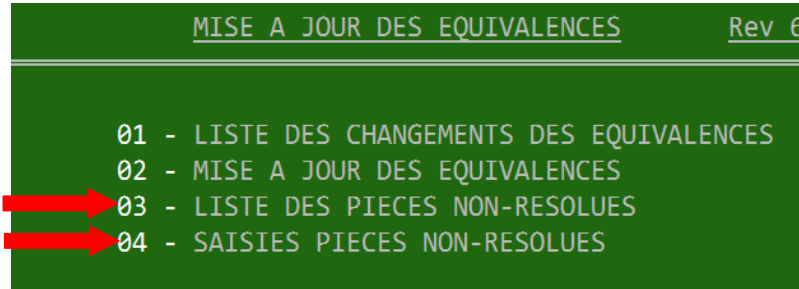 MISE A JOUR DES EQUIVALENCES Rev 6
01 - LISTE DES CHANGEMENTS DES EQUIVALENCES
02 - MISE A JOUR DES EQUIVALENCES
03 - LISTE DES PIECES NON-RESOLUES
04 - SAISIES PIECES NON-RESOLUES